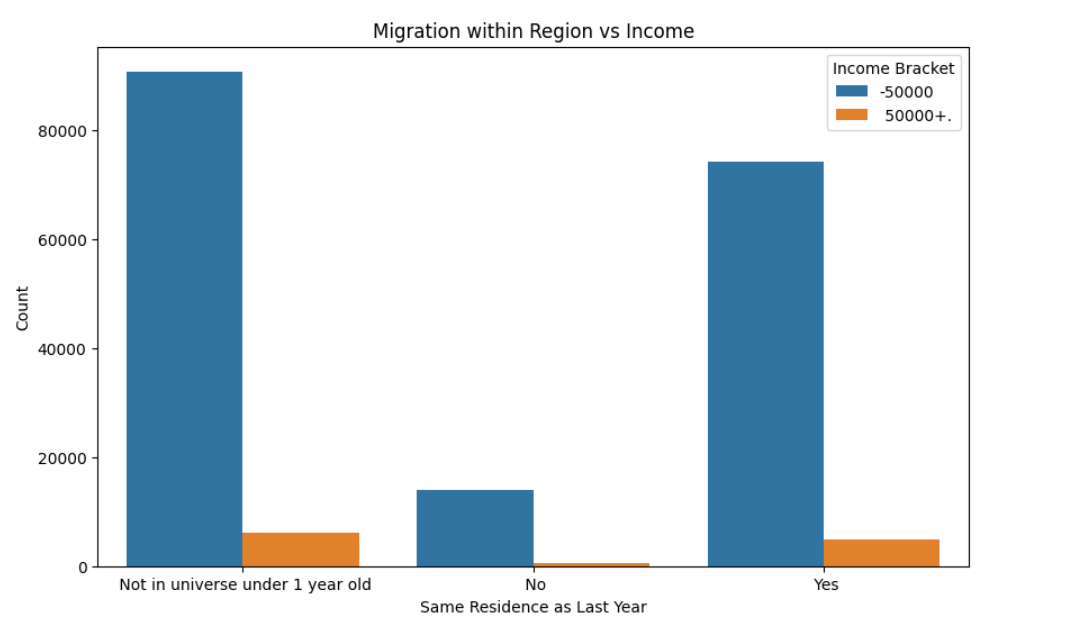 Migration within Region vs Income
Income Bracket
-50000
50000+.
80000
60000
40000
20000
0
Count
Not in universe under 1 year old
No
Yes
Same Residence as Last Year